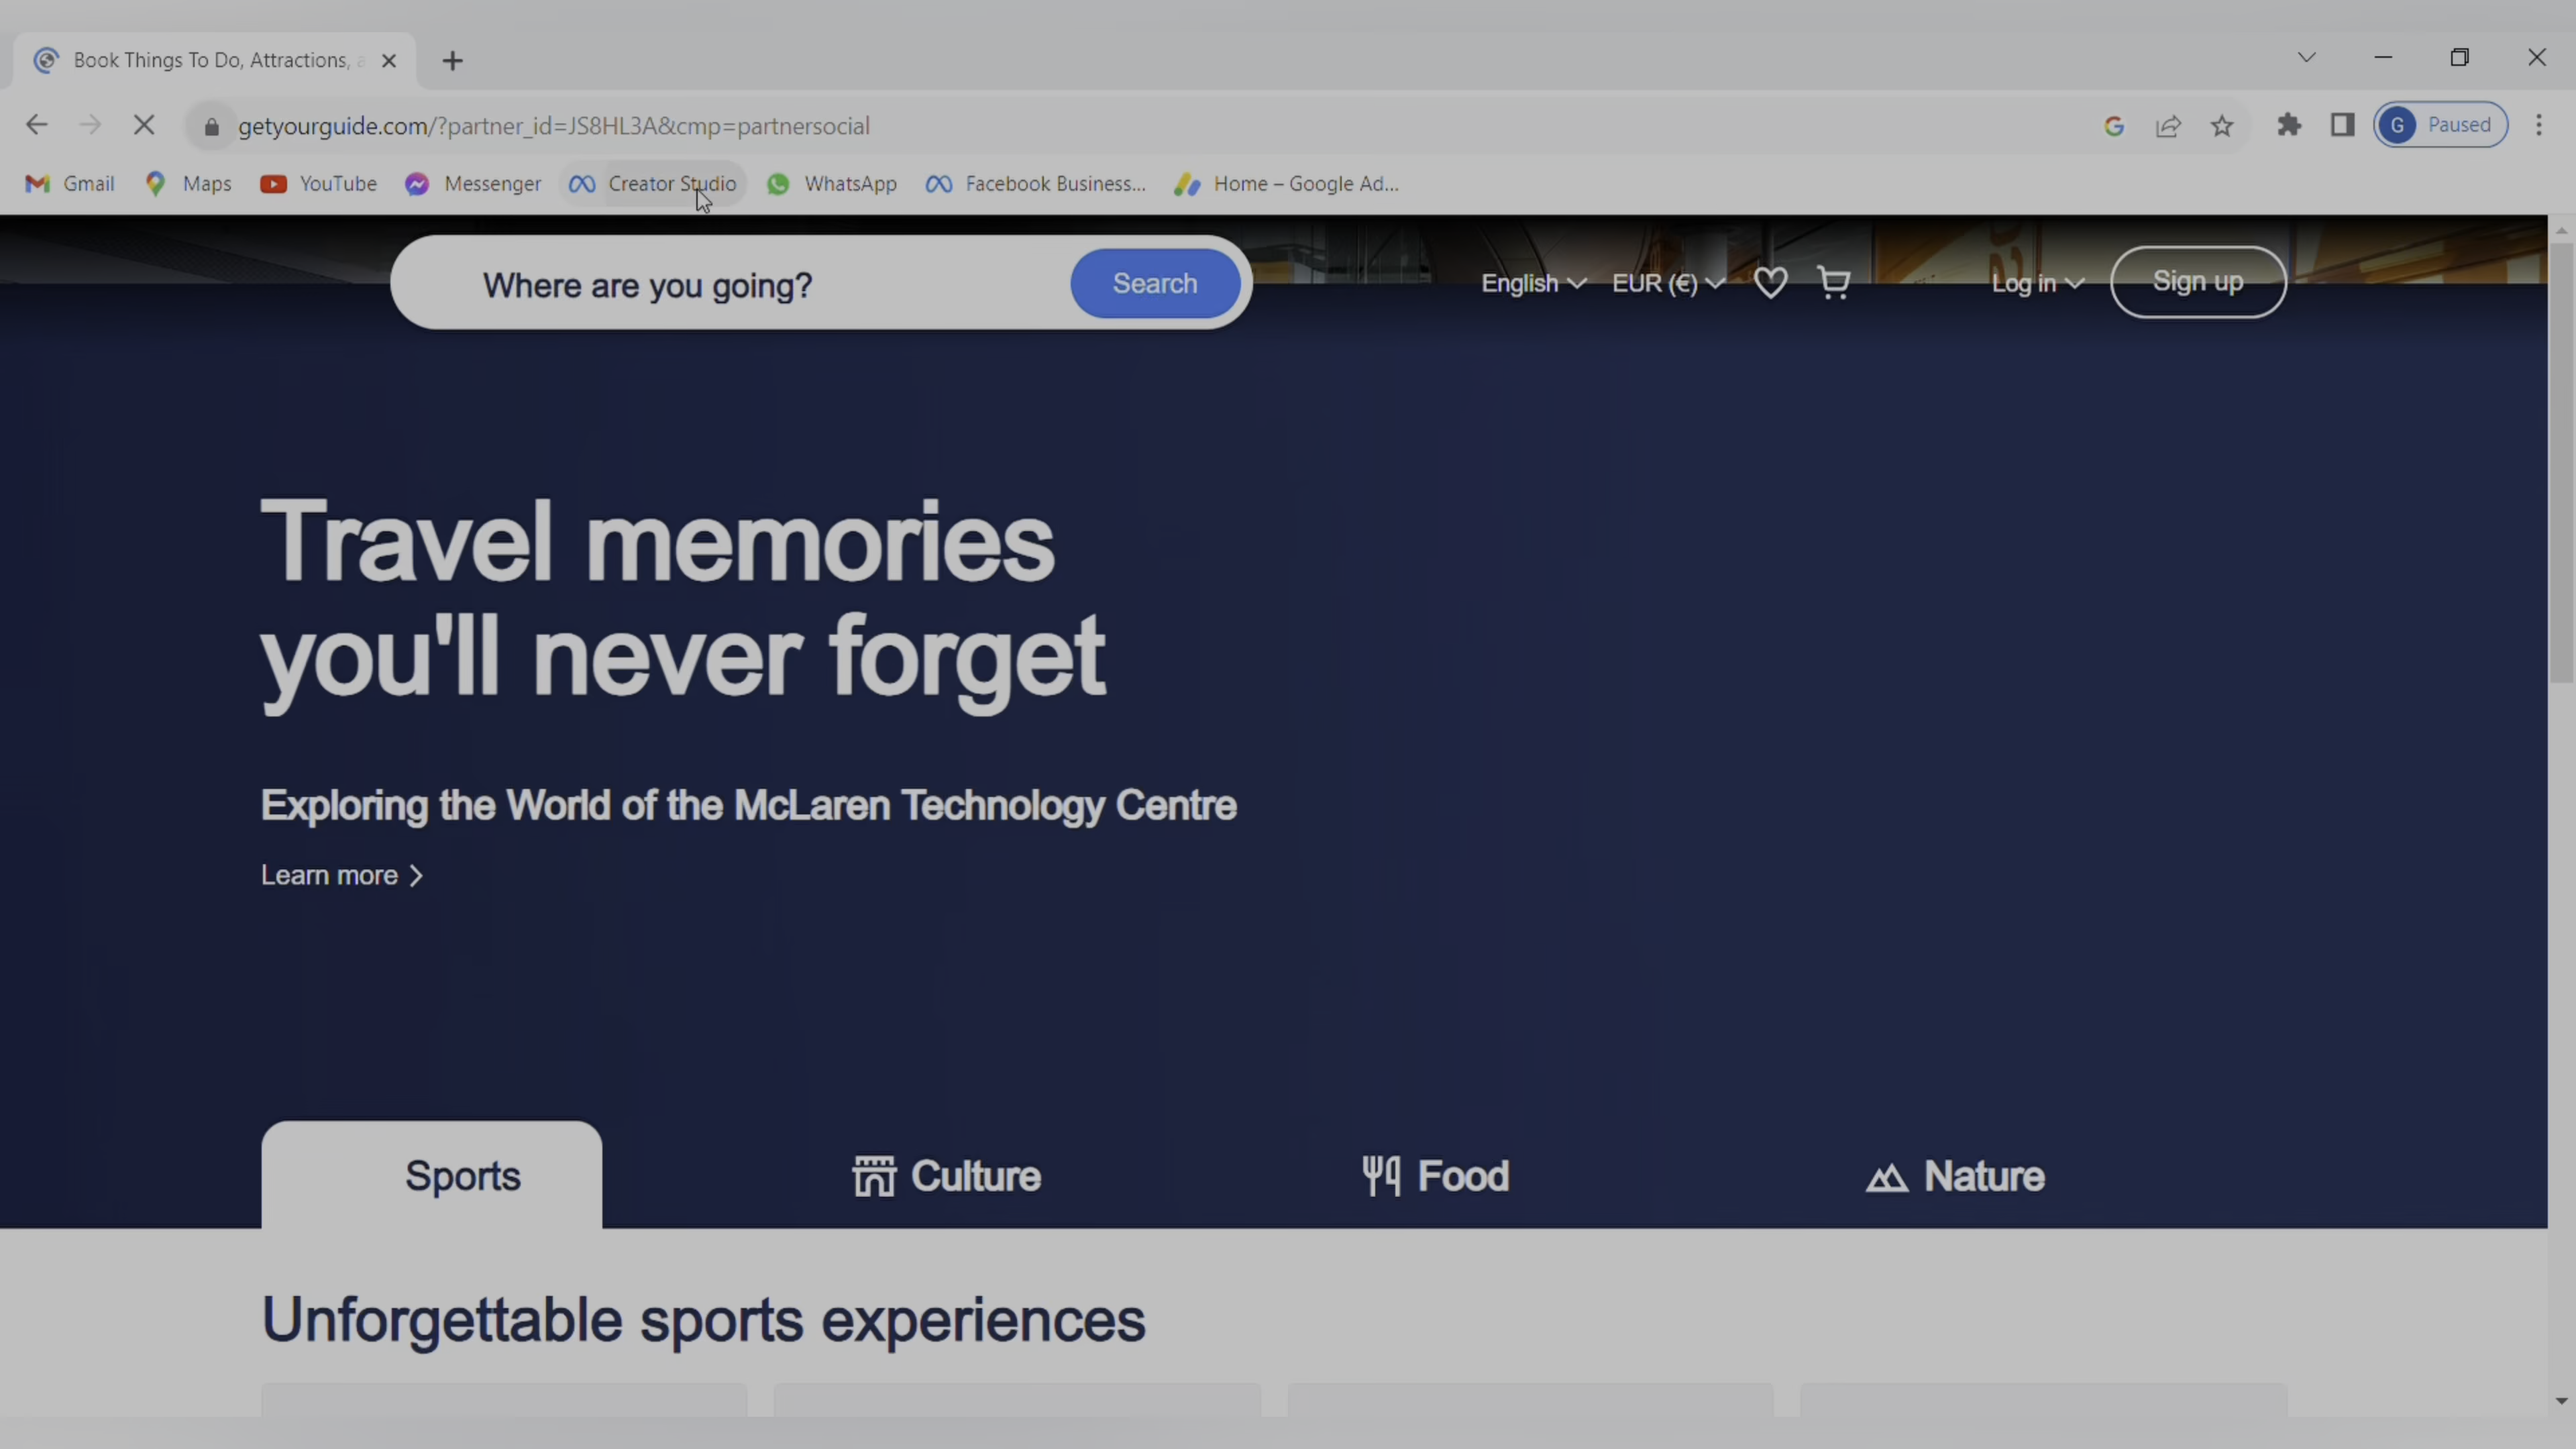 Book Things To Do, Attractions, a
getyourguide.com/?partner_id=JS8HL3A&cmp=partnersocial
G Paused
Gmail Maps YouTube Messenger Creator Studio WhatsApp Facebook Business... Home – Google Ad...
Where are you going? Search English EUR (€) Log in Sign up
Travel memories
you'll never forget
Exploring the World of the McLaren Technology Centre
Learn more
Sports Culture Food Nature
Unforgettable sports experiences